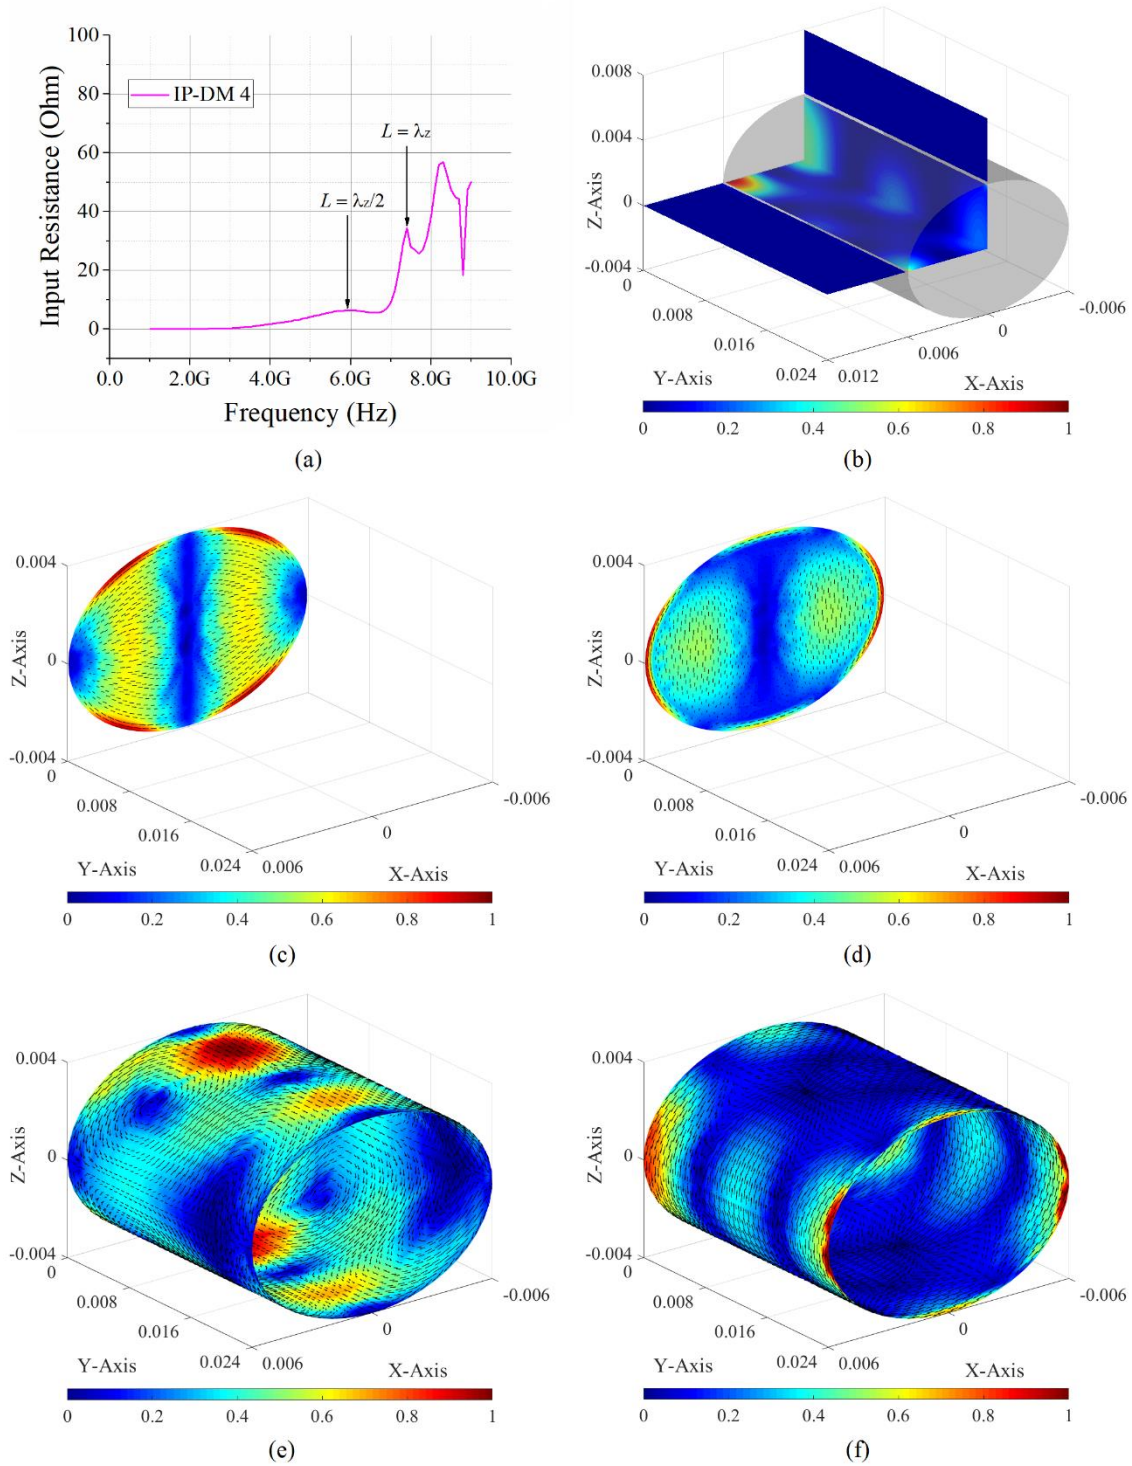 100
80
60
40
20
0
Input Resistance (Ohm)
IP-DM 4
L = λz
L = λz/2
0.0 2.0G 4.0G 6.0G 8.0G 10.0G
Frequency (Hz)
(a)
0.008
0.004
0
-0.004
Z-Axis
0
0.008
0.016
0.024
Y-Axis
0.012
0.006
0
-0.006
X-Axis
0 0.2 0.4 0.6 0.8 1
(b)
0.004
0
-0.004
Z-Axis
0
0.008
0.016
0.024
Y-Axis
0.006
0
-0.006
X-Axis
0 0.2 0.4 0.6 0.8 1
(c)
0.004
0
-0.004
Z-Axis
0
0.008
0.016
0.024
Y-Axis
0.006
0
-0.006
X-Axis
0 0.2 0.4 0.6 0.8 1
(d)
0.004
0
-0.004
Z-Axis
0
0.008
0.016
0.024
Y-Axis
0.006
0
-0.006
X-Axis
0 0.2 0.4 0.6 0.8 1
(e)
0.004
0
-0.004
Z-Axis
0
0.008
0.016
0.024
Y-Axis
0.006
0
-0.006
X-Axis
0 0.2 0.4 0.6 0.8 1
(f)